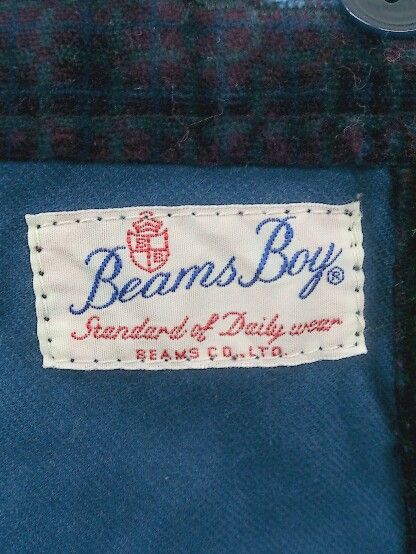 Beams Boy®
Standard of Daily wear
BEAMS CO., LTD.